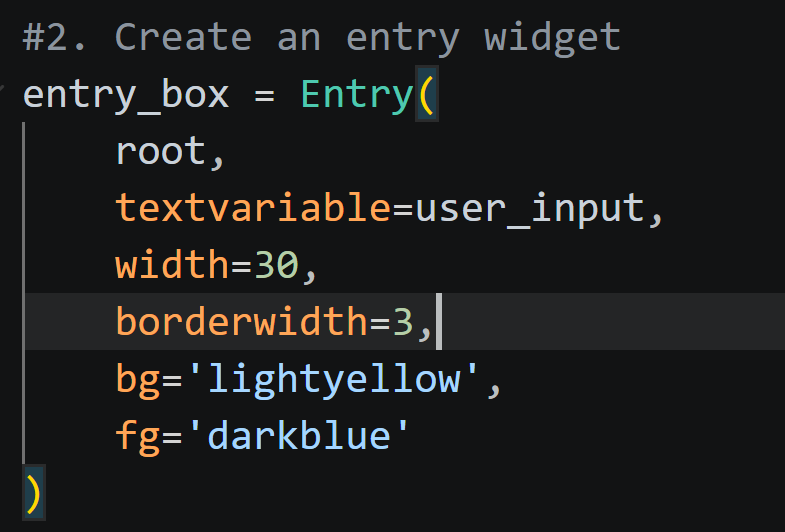 #2. Create an entry widget
entry_box = Entry(
    root,
    textvariable=user_input,
    width=30,
    borderwidth=3,
    bg='lightyellow',
    fg='darkblue'
)